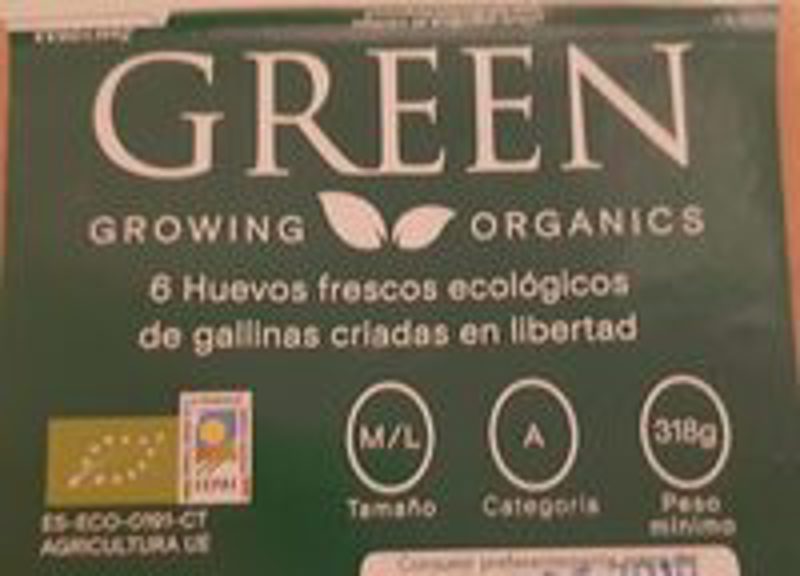 GREEN
GROWING ORGANICS
6 Huevos frescos ecológicos
de gallinas criadas en libertad
M/L
A
318g
Tamaño
Categoría
Peso
mínimo
ES-ECO-0191-CT
AGRICULTURA UE
Consumir